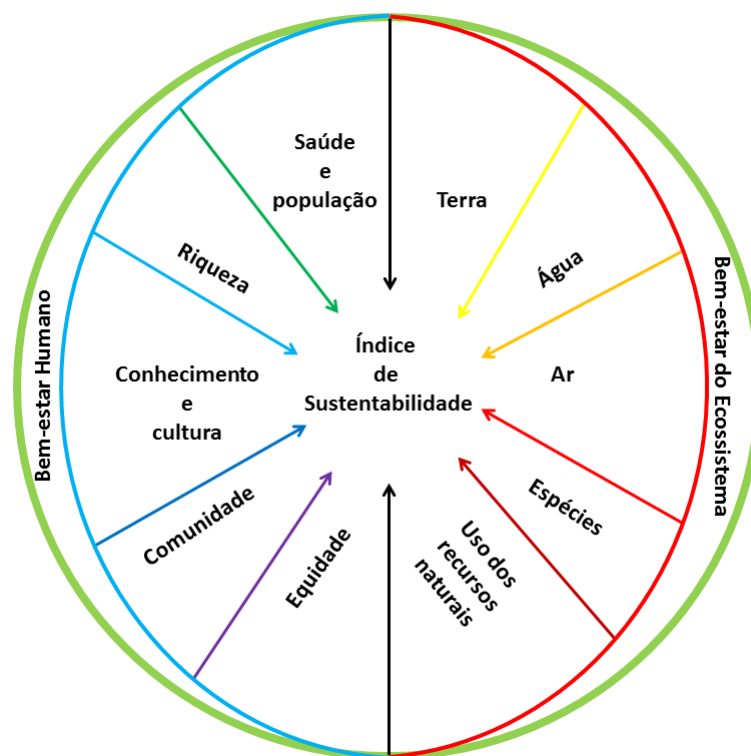 Saúde
e
população
Terra
Riqueza
Água
Bem-estar Humano
Bem-estar do Ecossistema
Índice
de
Sustentabilidade
Conhecimento
e
cultura
Ar
Comunidade
Espécies
Equidade
Uso dos
recursos
naturais